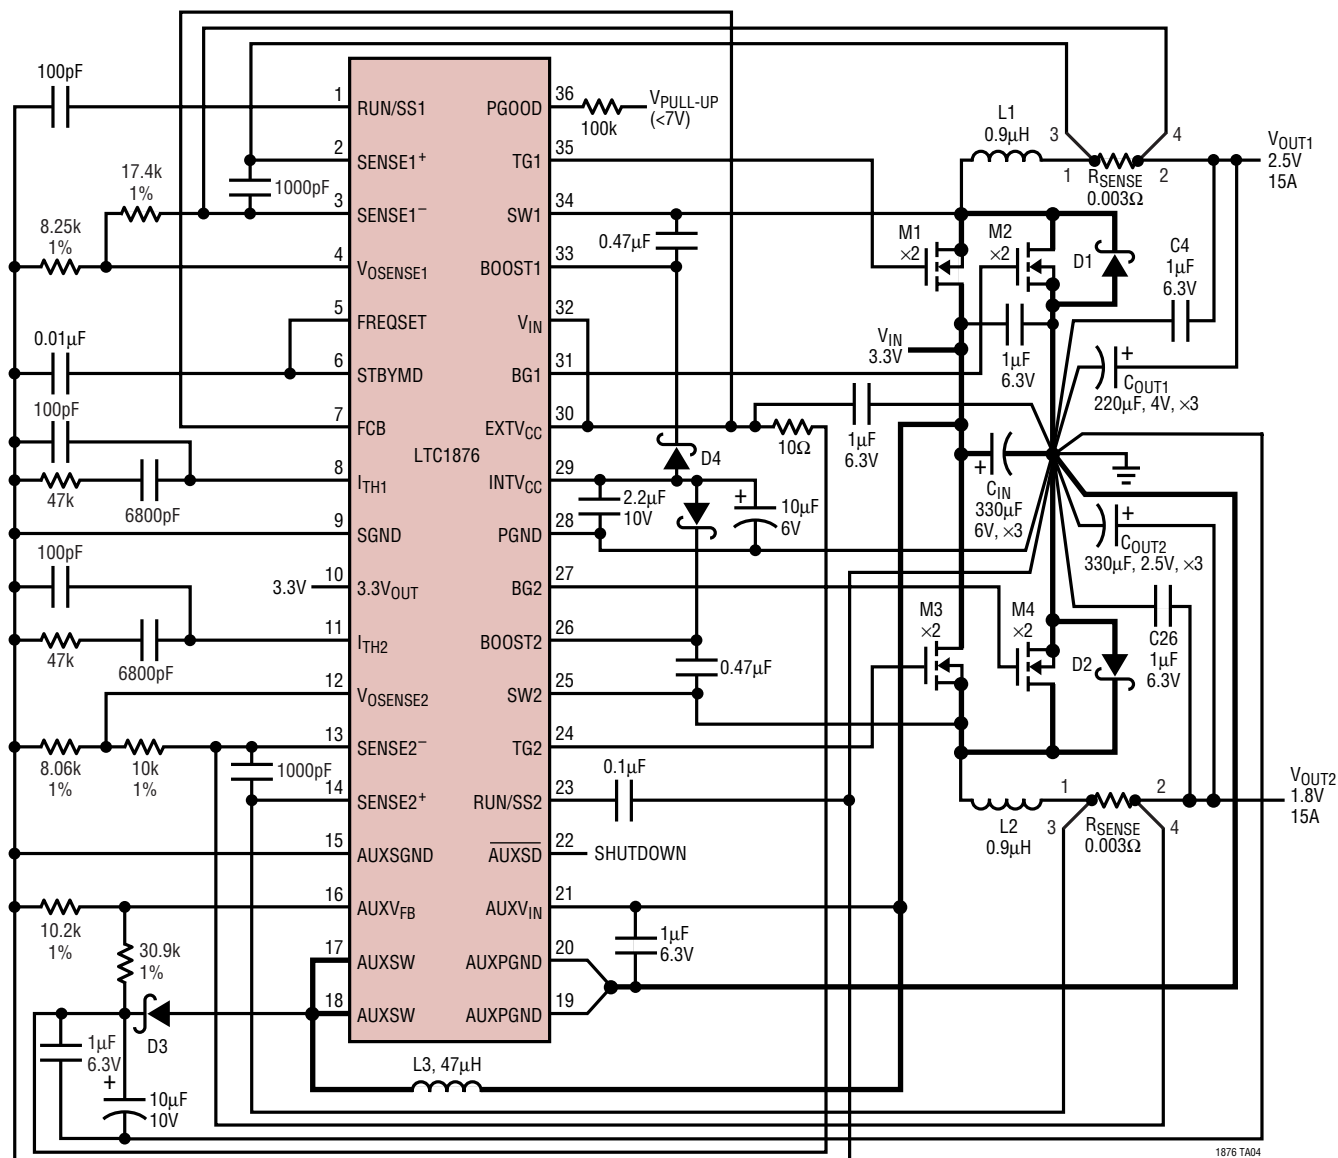 100pF
1
RUN/SS1
PGOOD
36
100k
VPULL-UP
(<7V)
2
SENSE1+
TG1
35
1000pF
17.4k
1%
3
SENSE1–
SW1
34
8.25k
1%
4
VOSENSE1
BOOST1
33
0.47µF
5
FREQSET
VIN
32
0.01µF
6
STBYMD
BG1
31
100pF
7
FCB
EXTVCC
30
LTC1876
10Ω
1µF
6.3V
D4
47k
6800pF
8
ITH1
INTVCC
29
2.2µF
10V
10µF
6V
9
SGND
PGND
28
100pF
3.3V
10
3.3VOUT
BG2
27
47k
6800pF
11
ITH2
BOOST2
26
0.47µF
12
VOSENSE2
SW2
25
8.06k
1%
10k
1%
13
SENSE2–
TG2
24
1000pF
14
SENSE2+
RUN/SS2
23
0.1µF
15
AUXSGND
AUXSD
22
SHUTDOWN
10.2k
1%
16
AUXVFB
AUXVIN
21
1µF
6.3V
30.9k
1%
17
AUXSW
AUXPGND
20
18
AUXSW
AUXPGND
19
D3
1µF
6.3V
10µF
10V
L3, 47µH
L1
0.9µH
3
4
1
2
RSENSE
0.003Ω
VOUT1
2.5V
15A
M1
×2
M2
×2
D1
C4
1µF
6.3V
VIN
3.3V
1µF
6.3V
+
COUT1
220µF, 4V, ×3
+
CIN
330µF
6V, ×3
+
COUT2
330µF, 2.5V, ×3
M3
×2
M4
×2
D2
C26
1µF
6.3V
1
2
3
4
L2
0.9µH
RSENSE
0.003Ω
VOUT2
1.8V
15A
+
+
1876 TA04